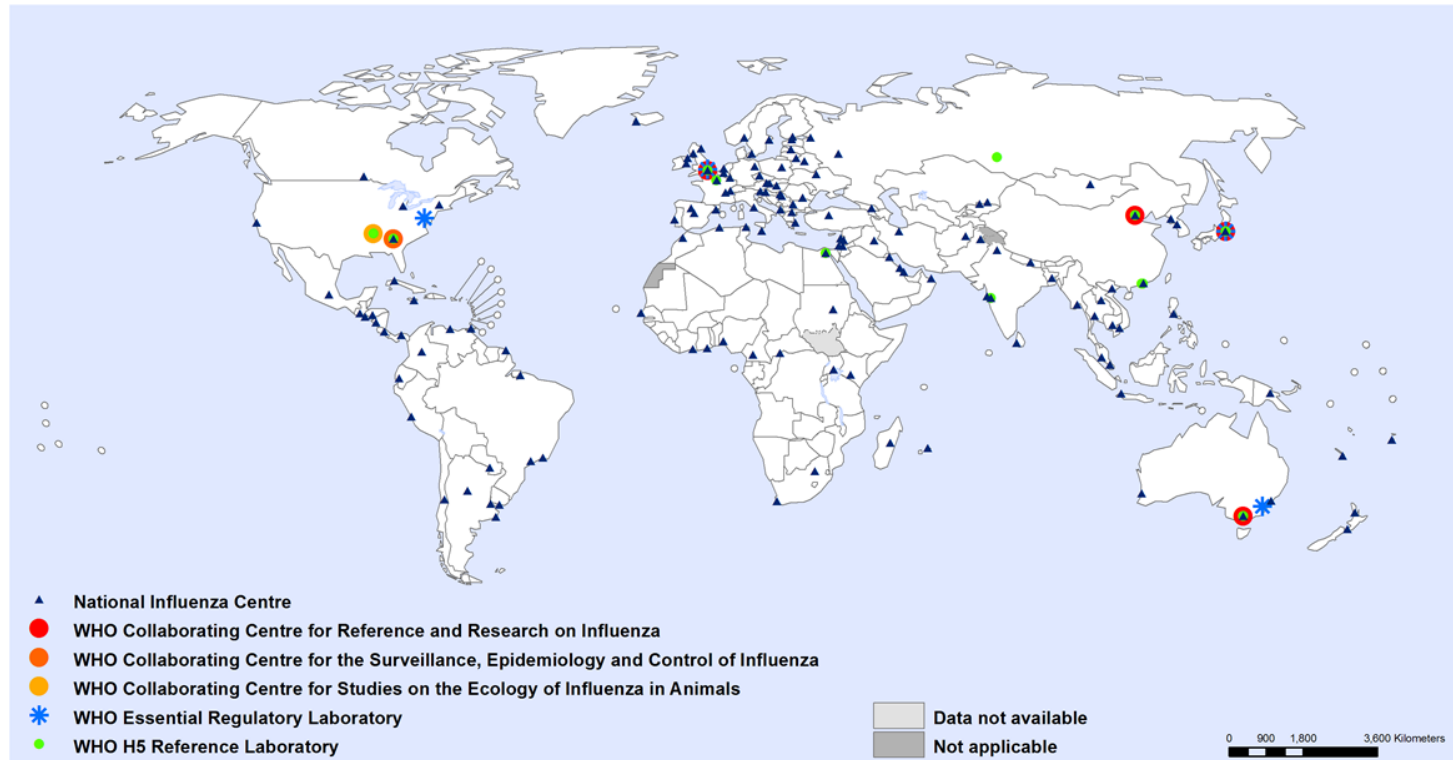 National Influenza Centre
WHO Collaborating Centre for Reference and Research on Influenza
WHO Collaborating Centre for the Surveillance, Epidemiology and Control of Influenza
WHO Collaborating Centre for Studies on the Ecology of Influenza in Animals
WHO Essential Regulatory Laboratory
WHO H5 Reference Laboratory
Data not available
Not applicable
0 900 1,800 3,600 Kilometers